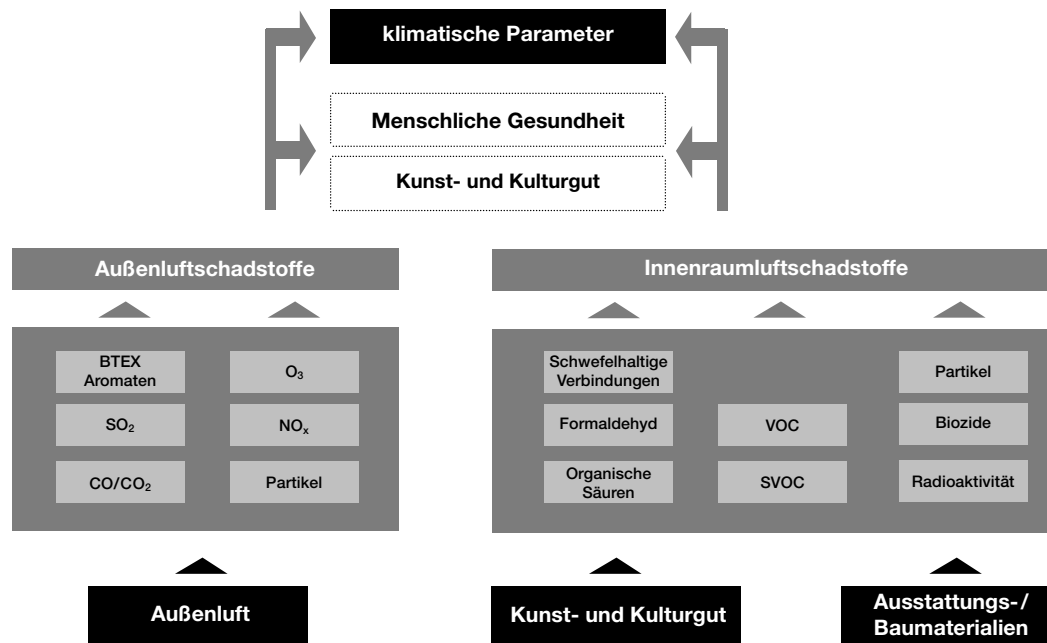 klimatische Parameter
Menschliche Gesundheit
Kunst- und Kulturgut
Außenluftschadstoffe
BTEX
Aromaten
O₃
SO₂
NOₓ
CO/CO₂
Partikel
Außenluft
Innenraumluftschadstoffe
Schwefelhaltige
Verbindungen
Partikel
Formaldehyd
VOC
Biozide
Organische
Säuren
SVOC
Radioaktivität
Kunst- und Kulturgut
Ausstattungs-/
Baumaterialien